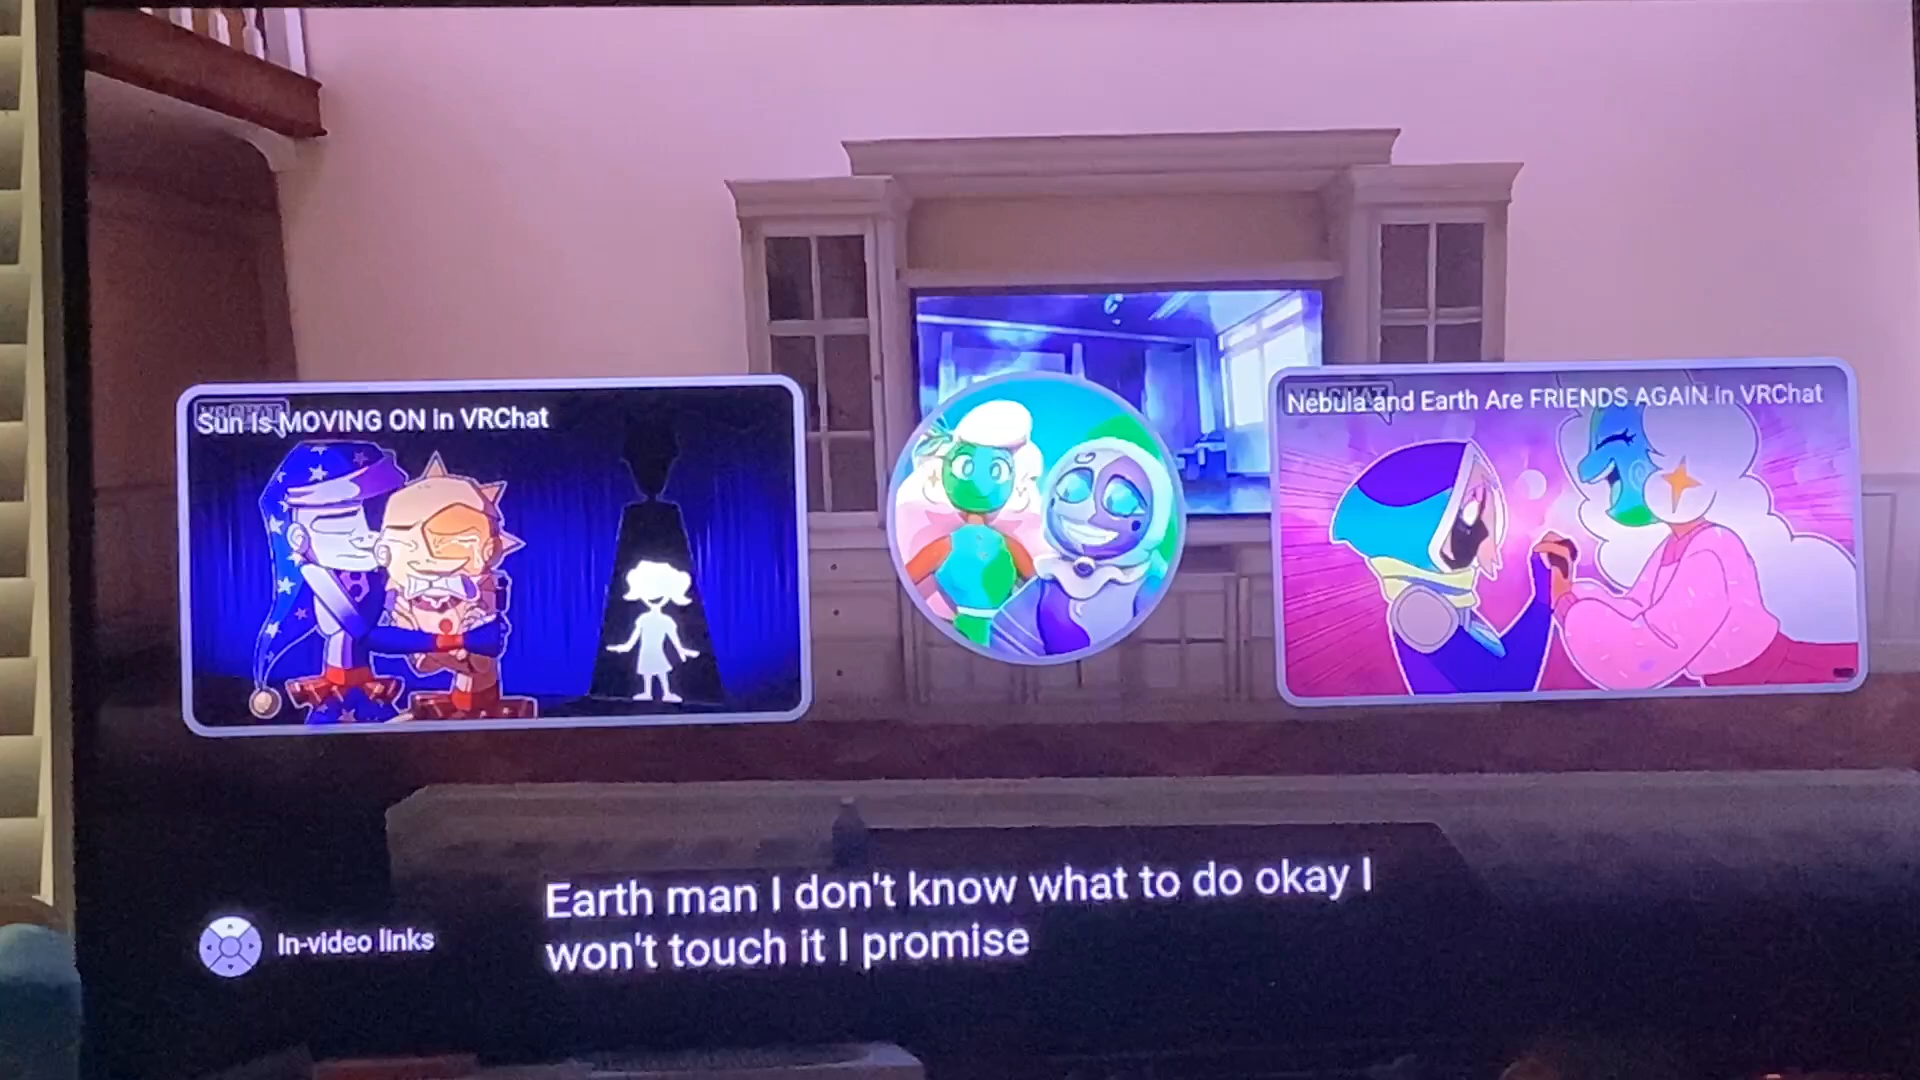 VRCHAT
Sun Is MOVING ON in VRChat
Nebula and Earth Are FRIENDS AGAIN in VRChat
Earth man I don't know what to do okay I
won't touch it I promise
In-video links